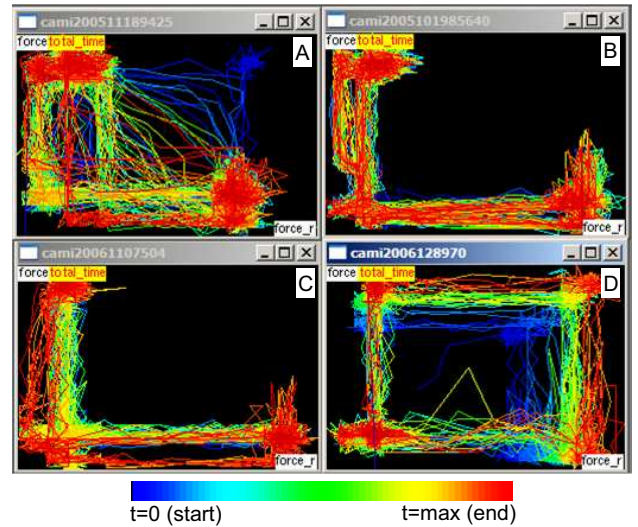 cami200511189425
force total_time
A
force_r
cami2005101985640
force total_time
B
force_r
cami20061107504
force total_time
C
force_r
cami2006128970
force total_time
D
force_r
t=0 (start) t=max (end)